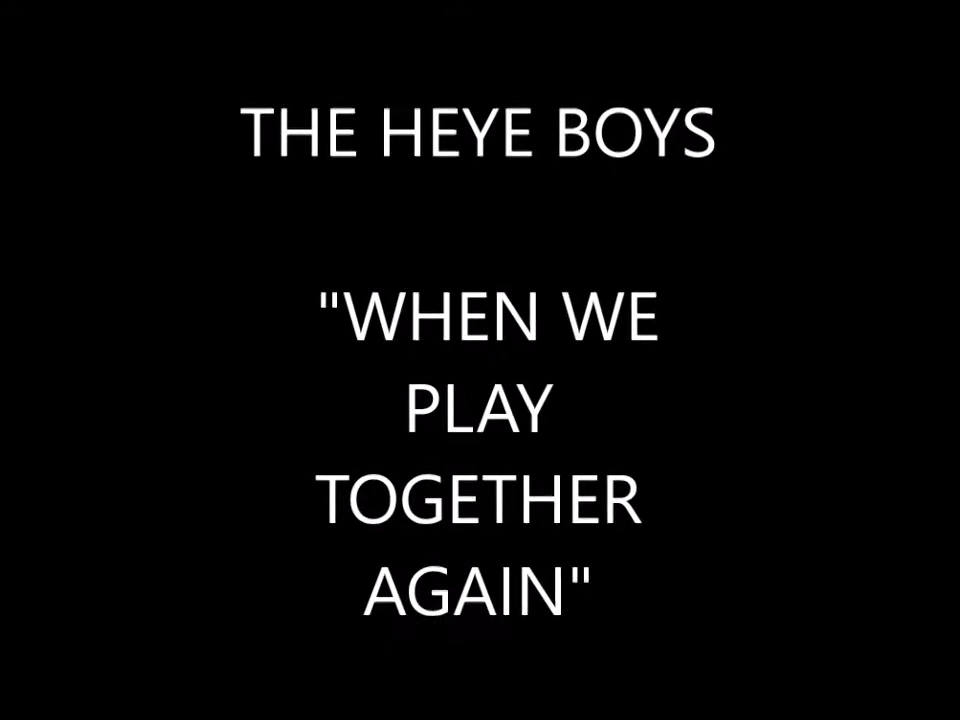 THE HEYE BOYS
"WHEN WE
PLAY
TOGETHER
AGAIN"